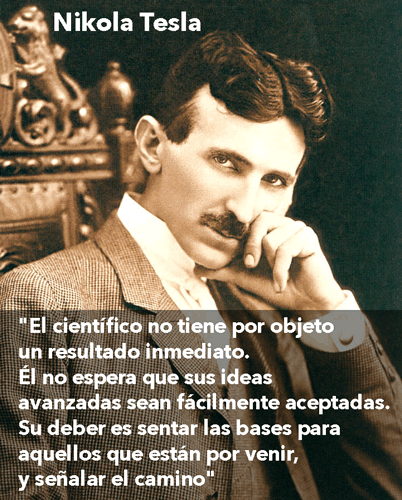 Nikola Tesla
"El científico no tiene por objeto
un resultado inmediato.
Él no espera que sus ideas
avanzadas sean fácilmente aceptadas.
Su deber es sentar las bases para
aquellos que están por venir,
y señalar el camino"